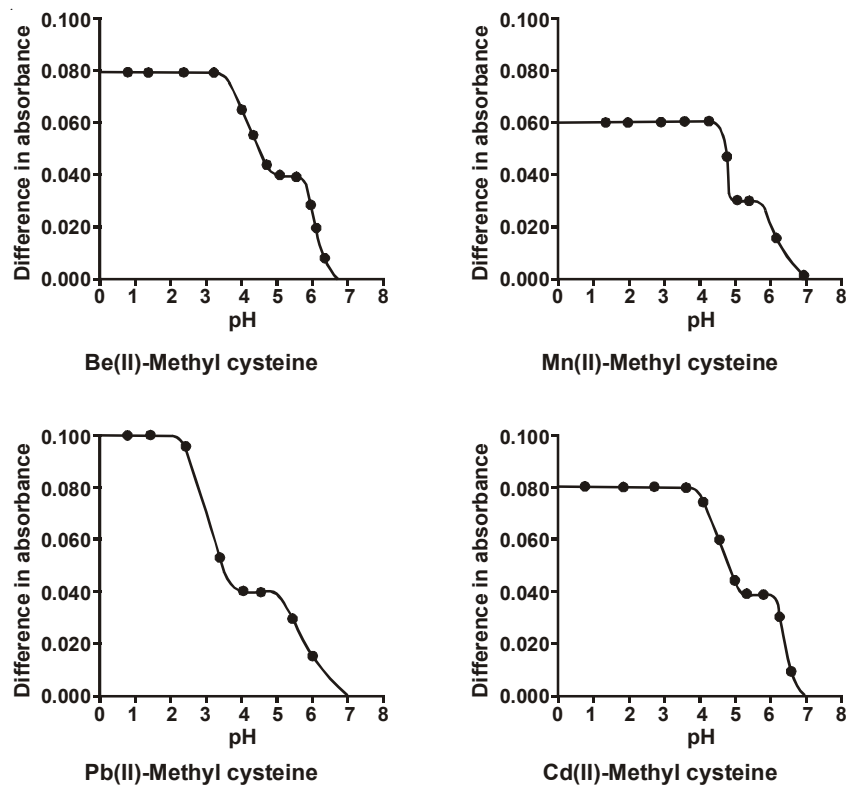 Difference in absorbance
0.100
0.080
0.060
0.040
0.020
0.000
0 1 2 3 4 5 6 7 8
pH
Be(II)-Methyl cysteine
Difference in absorbance
0.100
0.080
0.060
0.040
0.020
0.000
0 1 2 3 4 5 6 7 8
pH
Mn(II)-Methyl cysteine
Difference in absorbance
0.100
0.080
0.060
0.040
0.020
0.000
0 1 2 3 4 5 6 7 8
pH
Pb(II)-Methyl cysteine
Difference in absorbance
0.100
0.080
0.060
0.040
0.020
0.000
0 1 2 3 4 5 6 7 8
pH
Cd(II)-Methyl cysteine